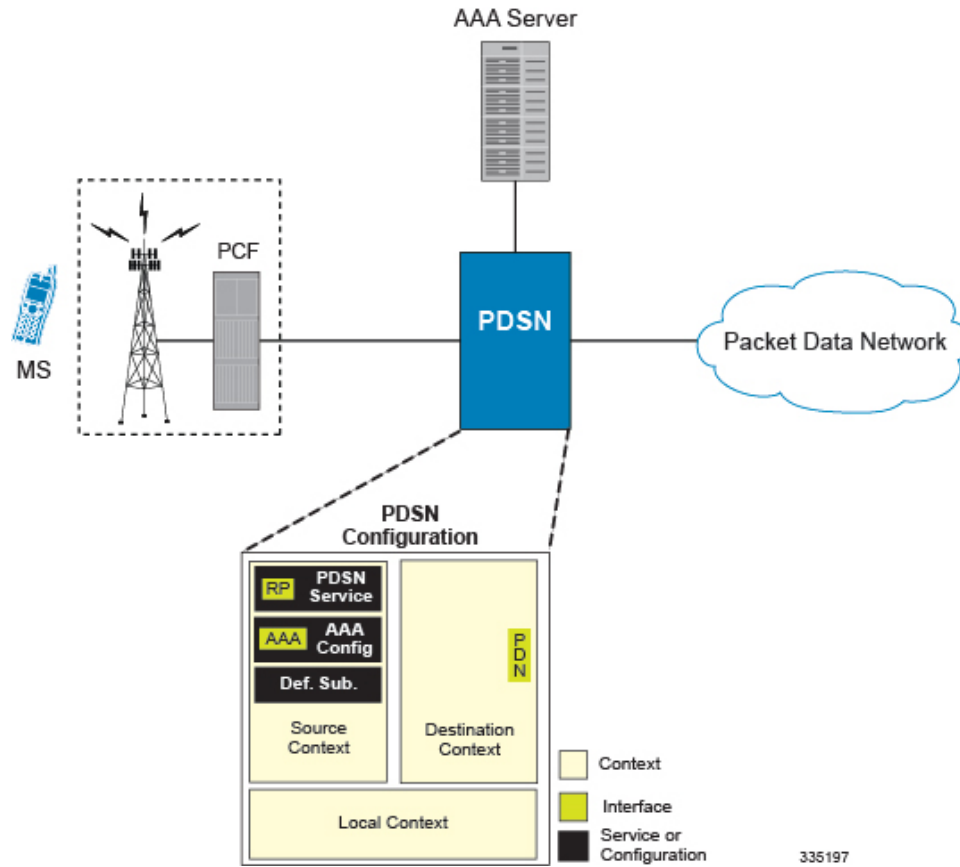 AAA Server
PCF
MS
PDSN
Packet Data Network
PDSN
Configuration
RP
PDSN
Service
AAA
AAA
Config
Def. Sub.
Source
Context
PDN
Destination
Context
Local Context
Context
Interface
Service or
Configuration
335197